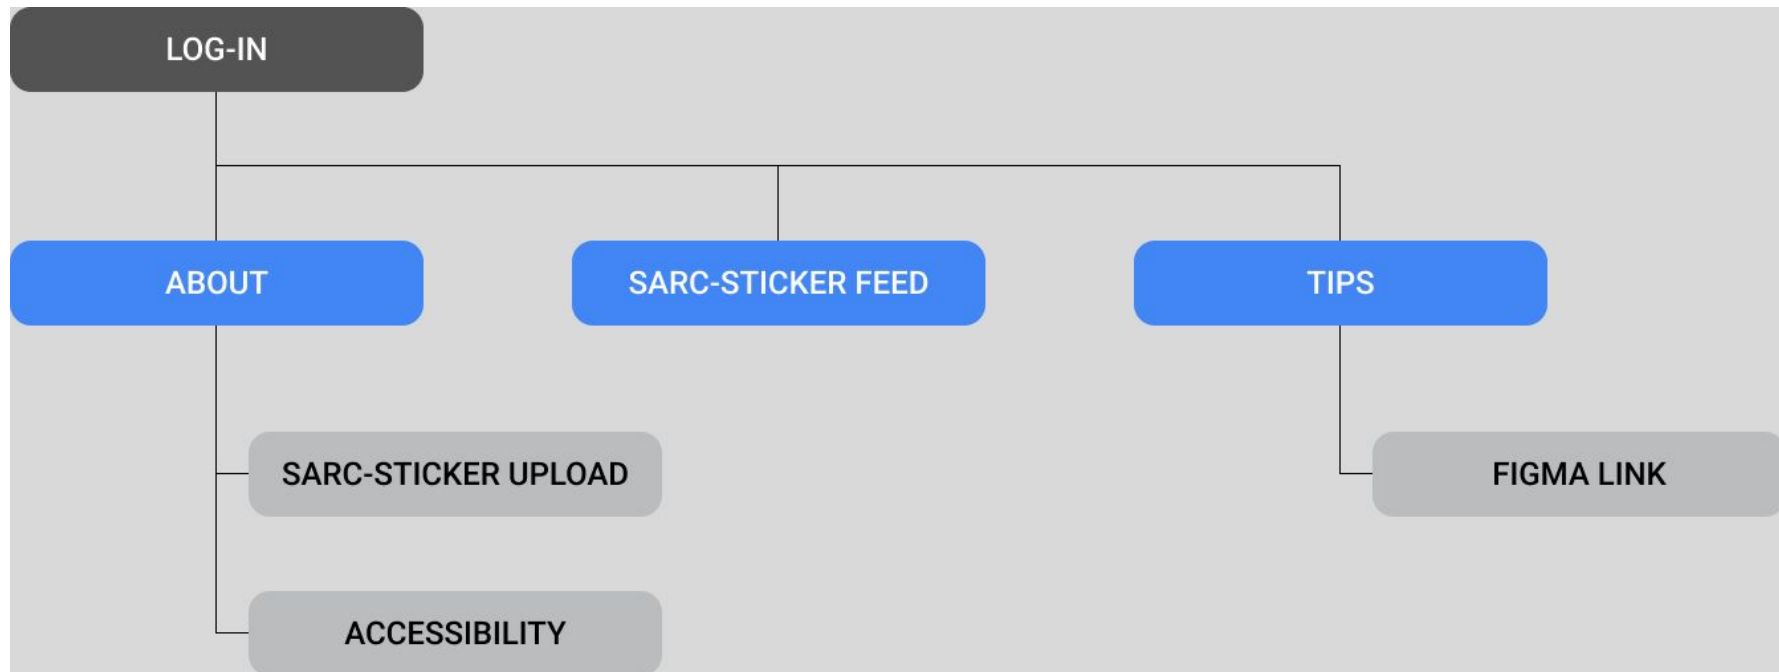 LOG-IN
ABOUT
SARC-STICKER FEED
TIPS
SARC-STICKER UPLOAD
FIGMA LINK
ACCESSIBILITY